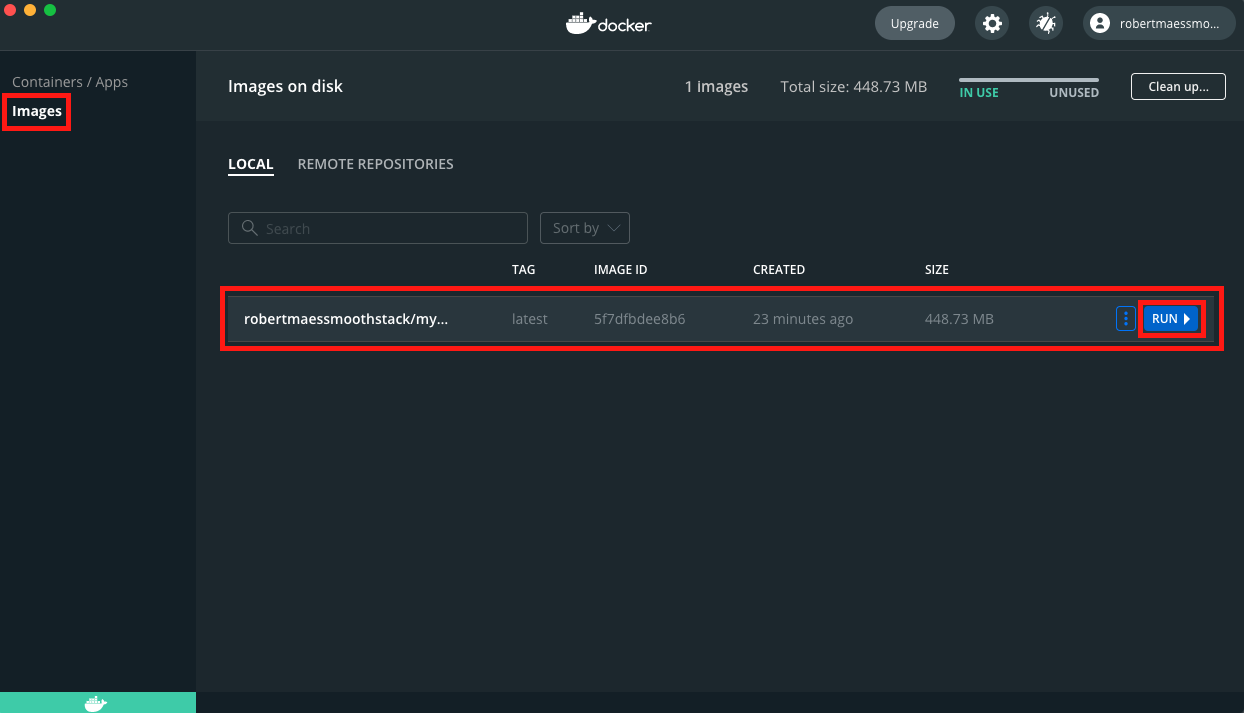 docker
Upgrade
robertmaessmo...
Containers / Apps
Images
Images on disk
1 images
Total size: 448.73 MB
IN USE
UNUSED
Clean up...
LOCAL
REMOTE REPOSITORIES
Search
Sort by
TAG
IMAGE ID
CREATED
SIZE
robertmaessmoothstack/my...
latest
5f7dfbdee8b6
23 minutes ago
448.73 MB
RUN